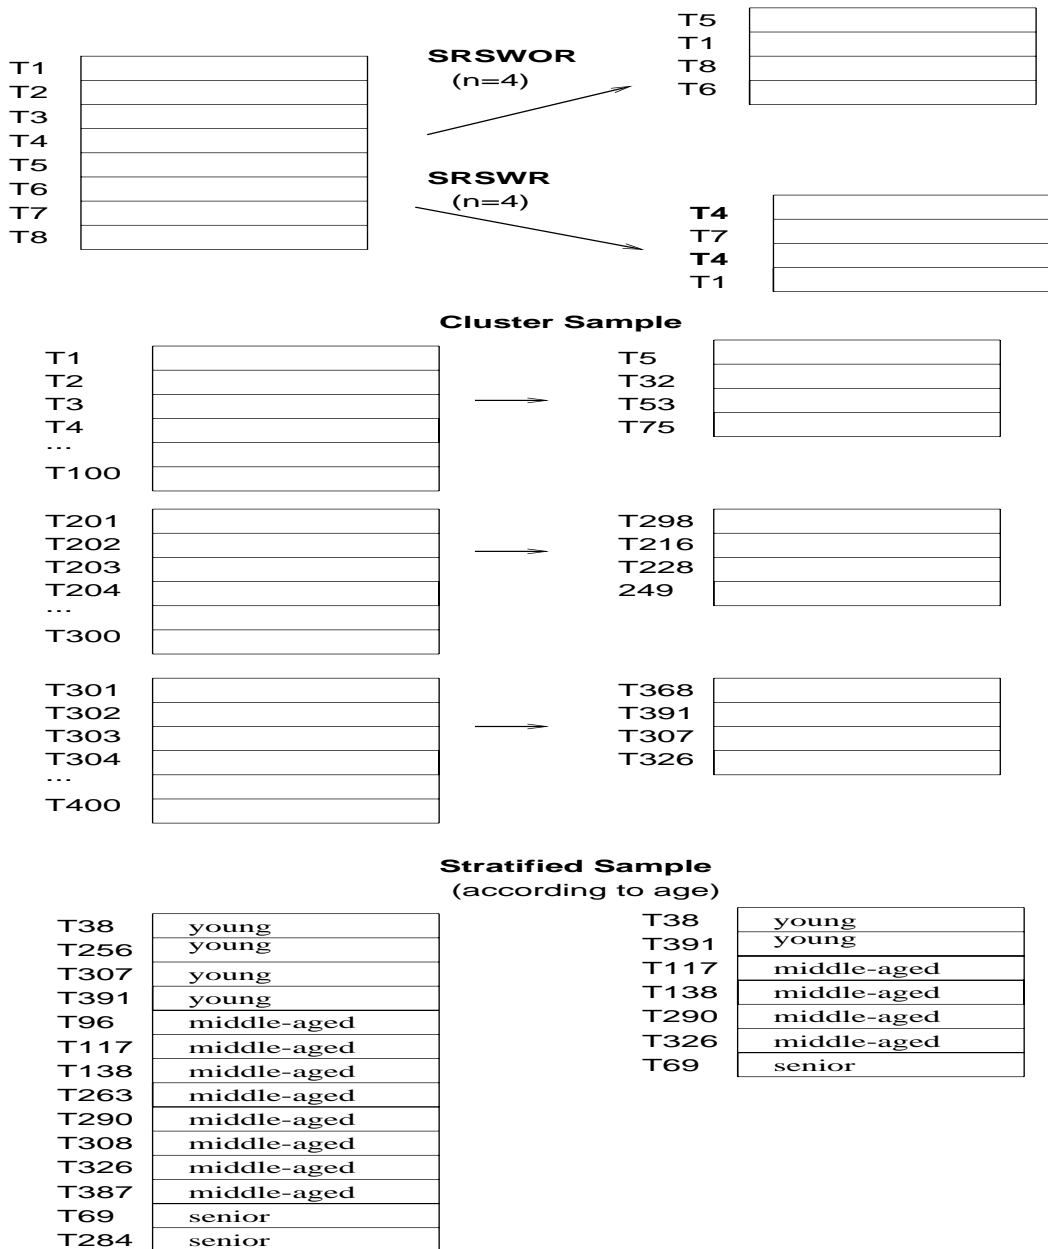 T1
T2
T3
T4
T5
T6
T7
T8
SRSWOR
(n=4)
T5
T1
T8
T6
SRSWR
(n=4)
T4
T7
T4
T1
Cluster Sample
T1
T2
T3
T4
...
T100
T5
T32
T53
T75
T201
T202
T203
T204
...
T300
T298
T216
T228
249
T301
T302
T303
T304
...
T400
T368
T391
T307
T326
Stratified Sample
(according to age)
T38 young
T256 young
T307 young
T391 young
T96 middle-aged
T117 middle-aged
T138 middle-aged
T263 middle-aged
T290 middle-aged
T308 middle-aged
T326 middle-aged
T387 middle-aged
T69 senior
T284 senior
T38 young
T391 young
T117 middle-aged
T138 middle-aged
T290 middle-aged
T326 middle-aged
T69 senior